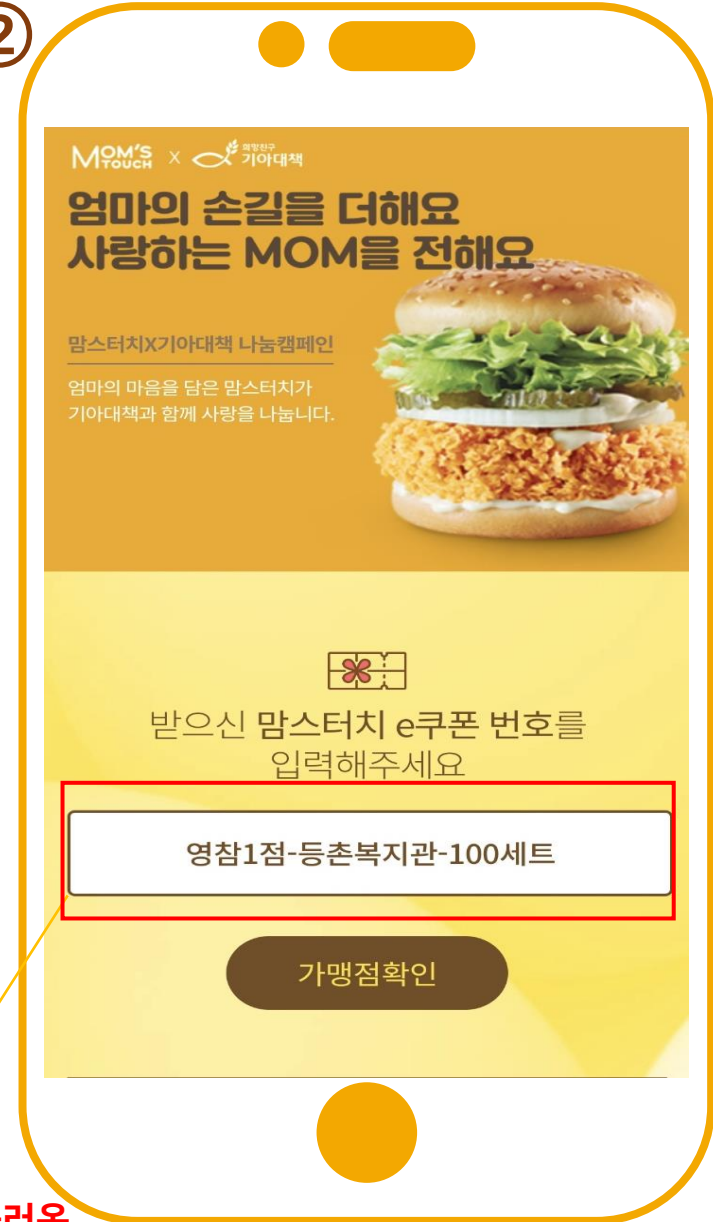 ②
MOM'S TOUCH X 희망친구 기아대책
엄마의 손길을 더해요
사랑하는 MOM을 전해요
맘스터치X기아대책 나눔캠페인
엄마의 마음을 담은 맘스터치가
기아대책과 함께 사랑을 나눕니다.
받으신 맘스터치 e쿠폰 번호를
입력해주세요
영참1점-등촌복지관-100세트
가맹점확인